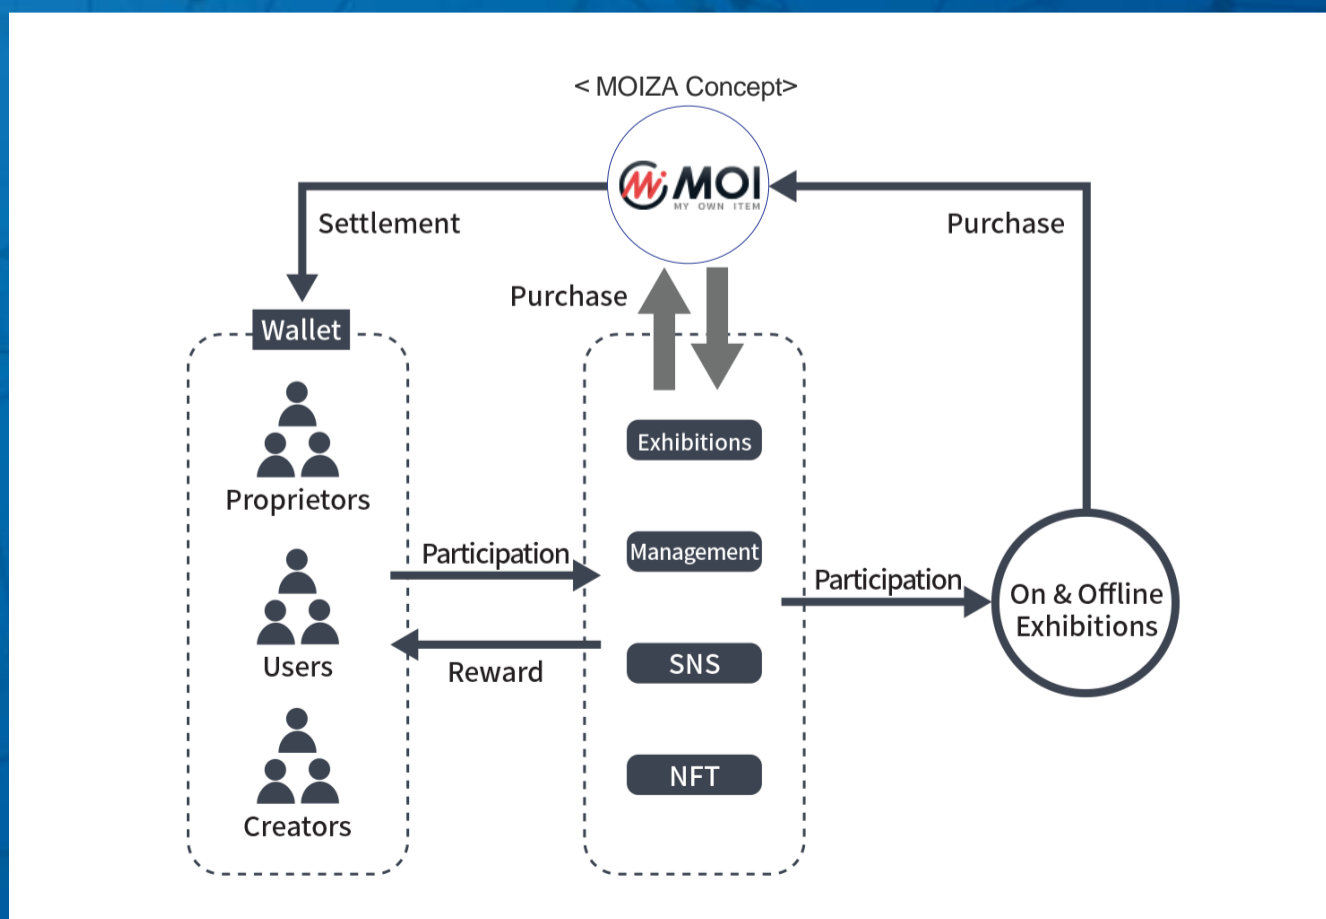 < MOIZA Concept>
Mi MOI
MY OWN ITEM
Settlement
Purchase
Purchase
Wallet
Proprietors
Users
Creators
Participation
Reward
Exhibitions
Management
SNS
NFT
Participation
On & Offline
Exhibitions